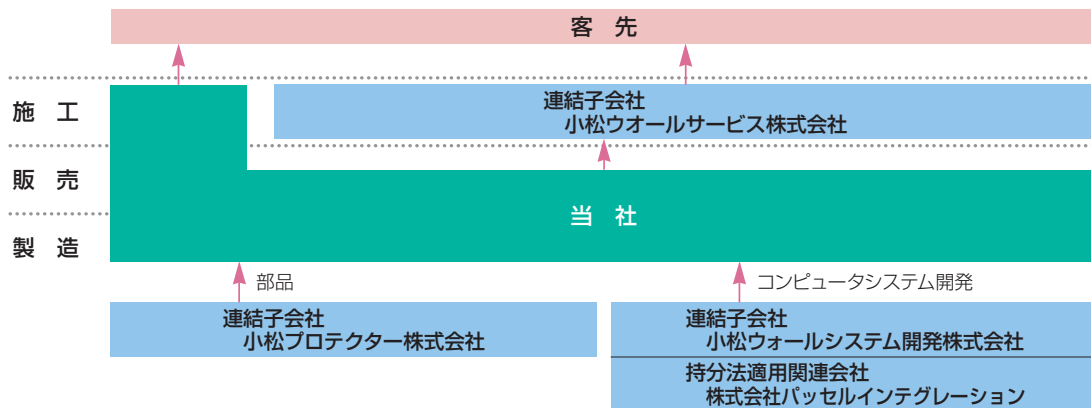 客 先
施 工
連結子会社
小松ウオールサービス株式会社
販 売
当 社
製 造
部品
コンピュータシステム開発
連結子会社
小松プロテクター株式会社
連結子会社
小松ウォールシステム開発株式会社
持分法適用関連会社
株式会社パッセルインテグレーション